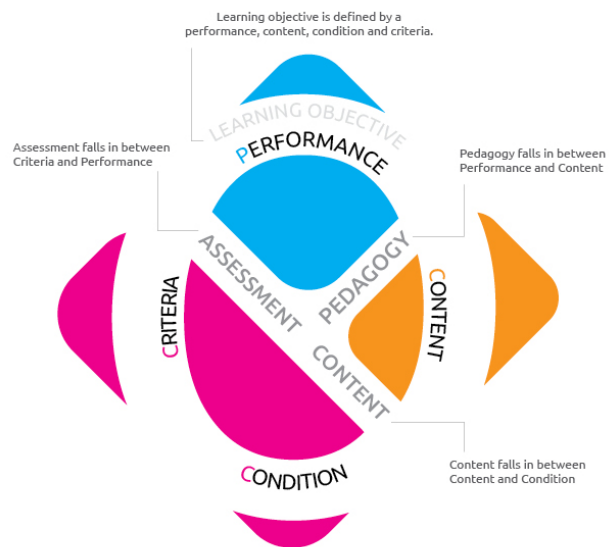 Learning objective is defined by a
performance, content, condition and criteria.
LEARNING OBJECTIVE
PERFORMANCE
Assessment falls in between
Criteria and Performance
Pedagogy falls in between
Performance and Content
ASSESSMENT
PEDAGOGY
CRITERIA
CONTENT
CONTENT
CONDITION
Content falls in between
Content and Condition